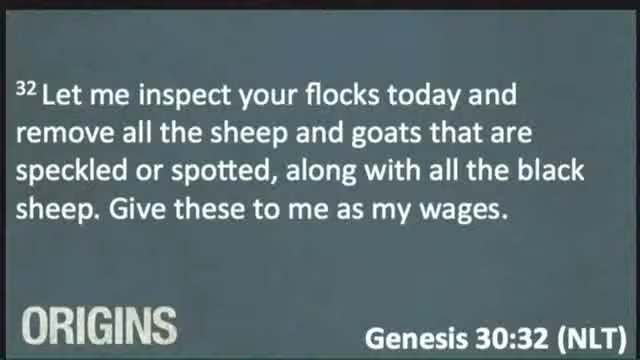 32 Let me inspect your flocks today and
remove all the sheep and goats that are
speckled or spotted, along with all the black
sheep. Give these to me as my wages.
ORIGINS
Genesis 30:32 (NLT)